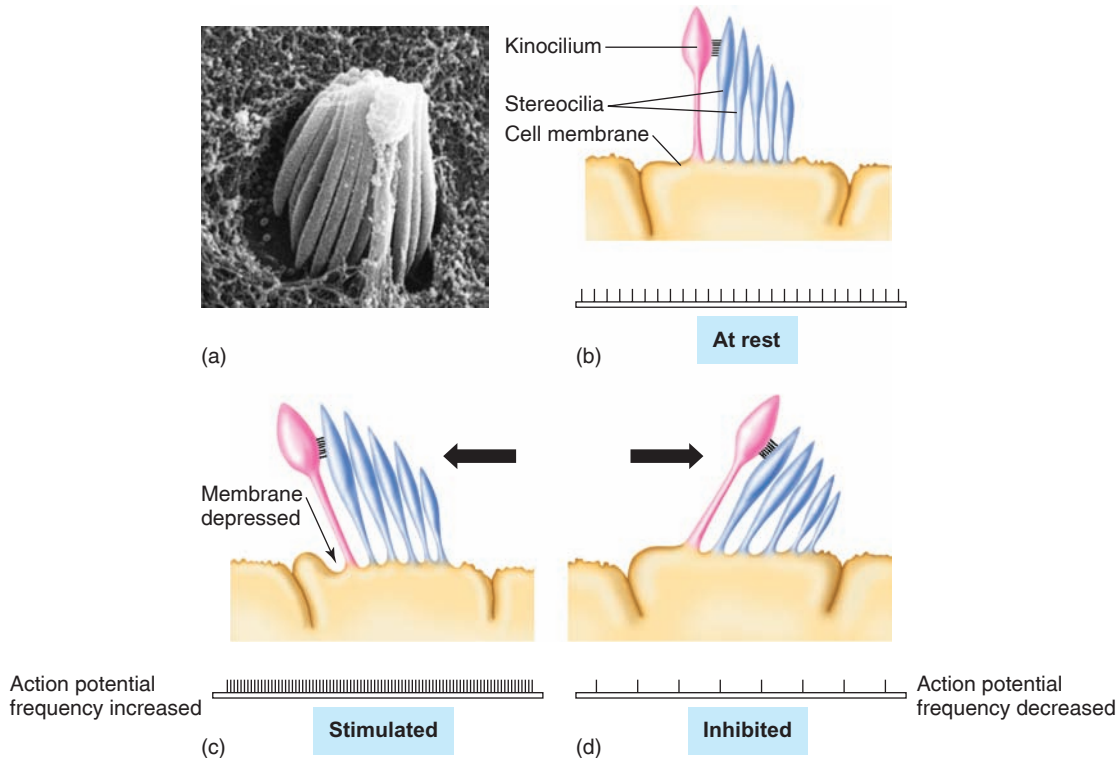 Kinocilium
Stereocilia
Cell membrane
At rest
(a)
(b)
Membrane
depressed
Action potential
frequency increased
Stimulated
(c)
Action potential
frequency decreased
Inhibited
(d)